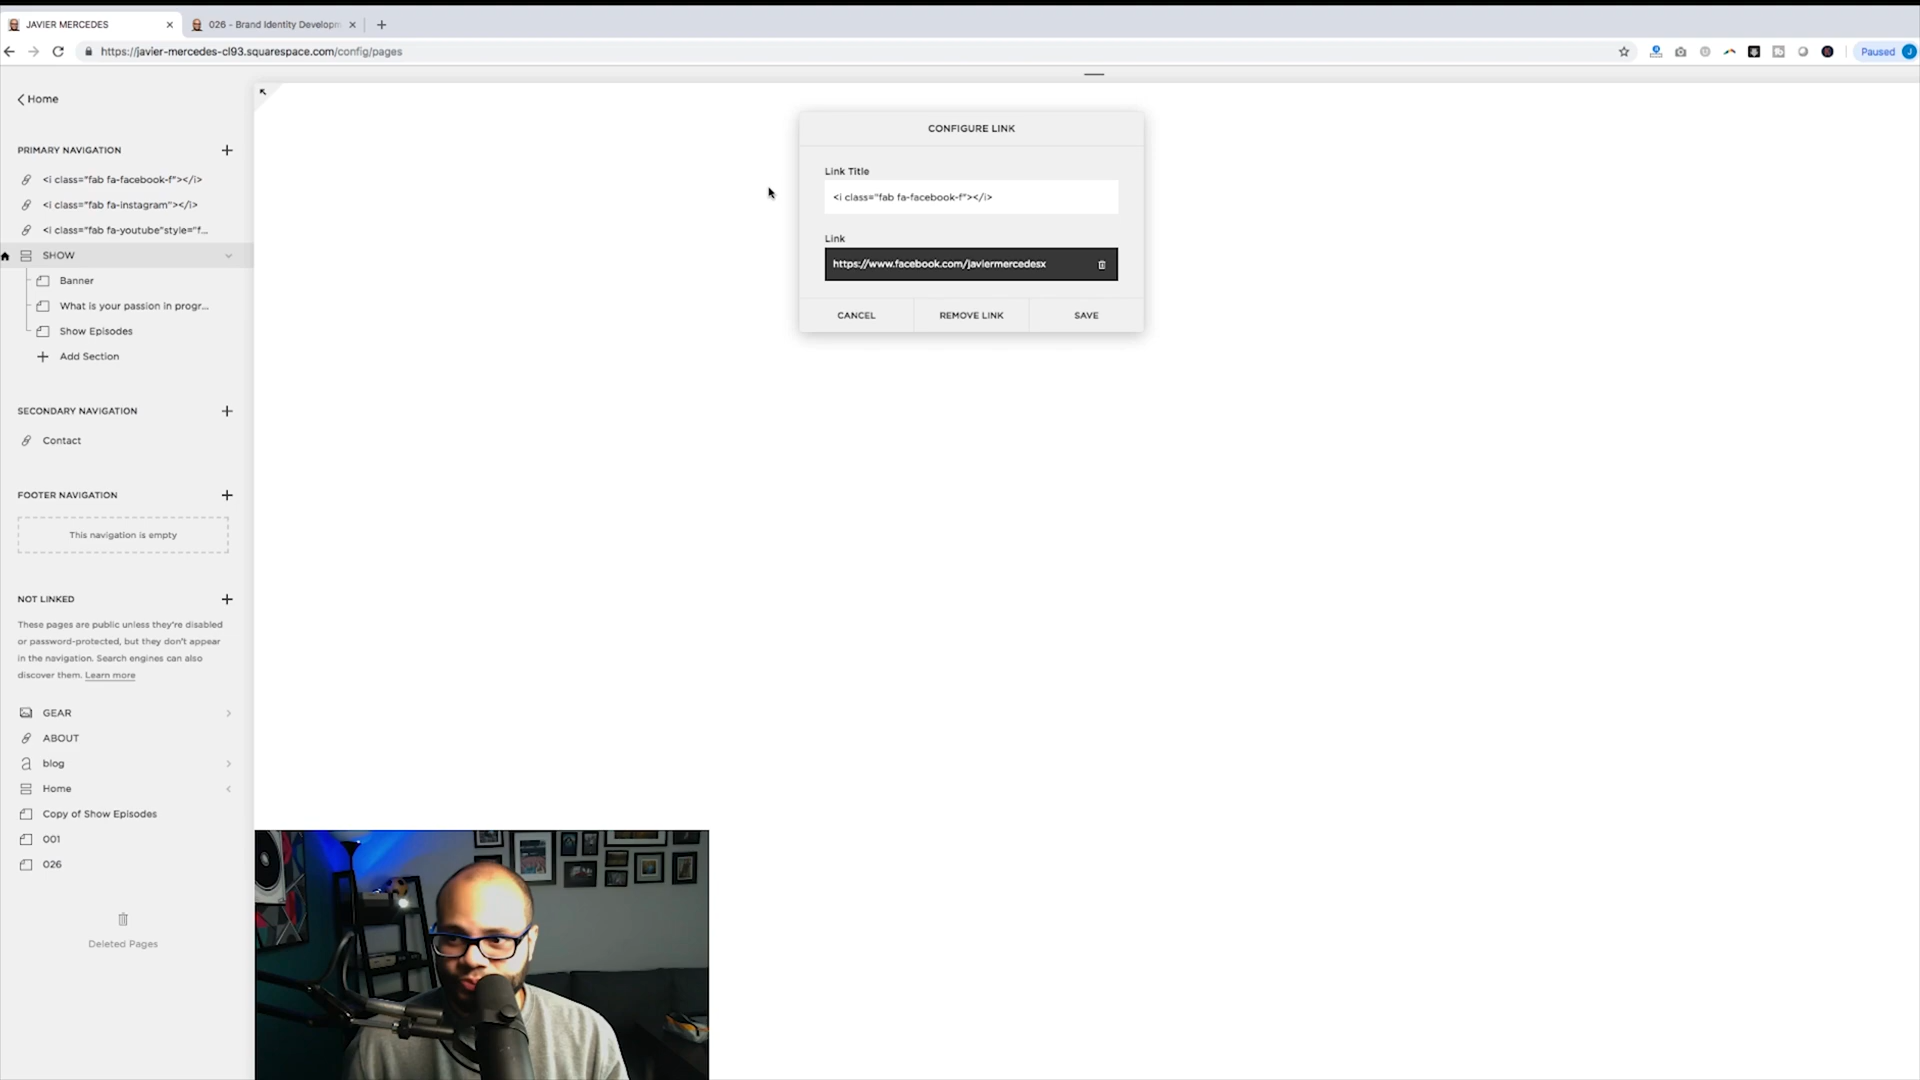 JAVIER MERCEDES
026 - Brand Identity Developm
https://javier-mercedes-cl93.squarespace.com/config/pages
Paused
J
Home
PRIMARY NAVIGATION
<i class="fab fa-facebook-f"></i>
<i class="fab fa-instagram"></i>
<i class="fab fa-youtube"style="f...
SHOW
Banner
What is your passion in progr...
Show Episodes
Add Section
SECONDARY NAVIGATION
Contact
FOOTER NAVIGATION
This navigation is empty
NOT LINKED
These pages are public unless they're disabled
or password-protected, but they don't appear
in the navigation. Search engines can also
discover them. Learn more
GEAR
ABOUT
blog
Home
Copy of Show Episodes
001
026
Deleted Pages
CONFIGURE LINK
Link Title
<i class="fab fa-facebook-f"></i>
Link
https://www.facebook.com/javiermercedesx
CANCEL
REMOVE LINK
SAVE